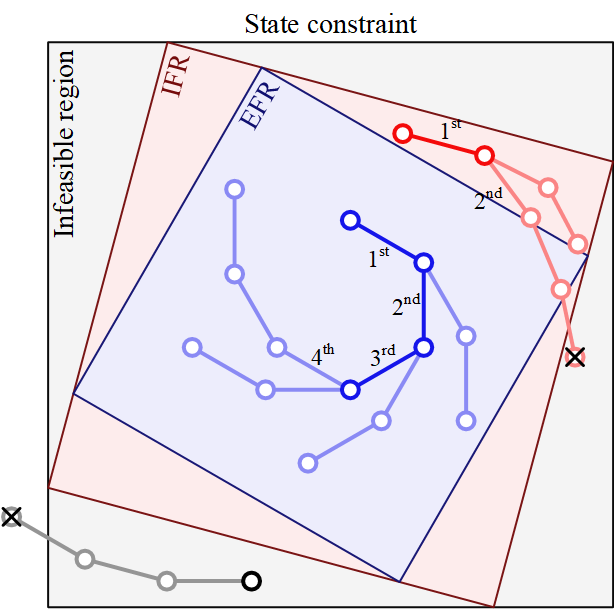 State constraint
Infeasible region
IFR
EFR
1st
2nd
1st
2nd
3rd
4th